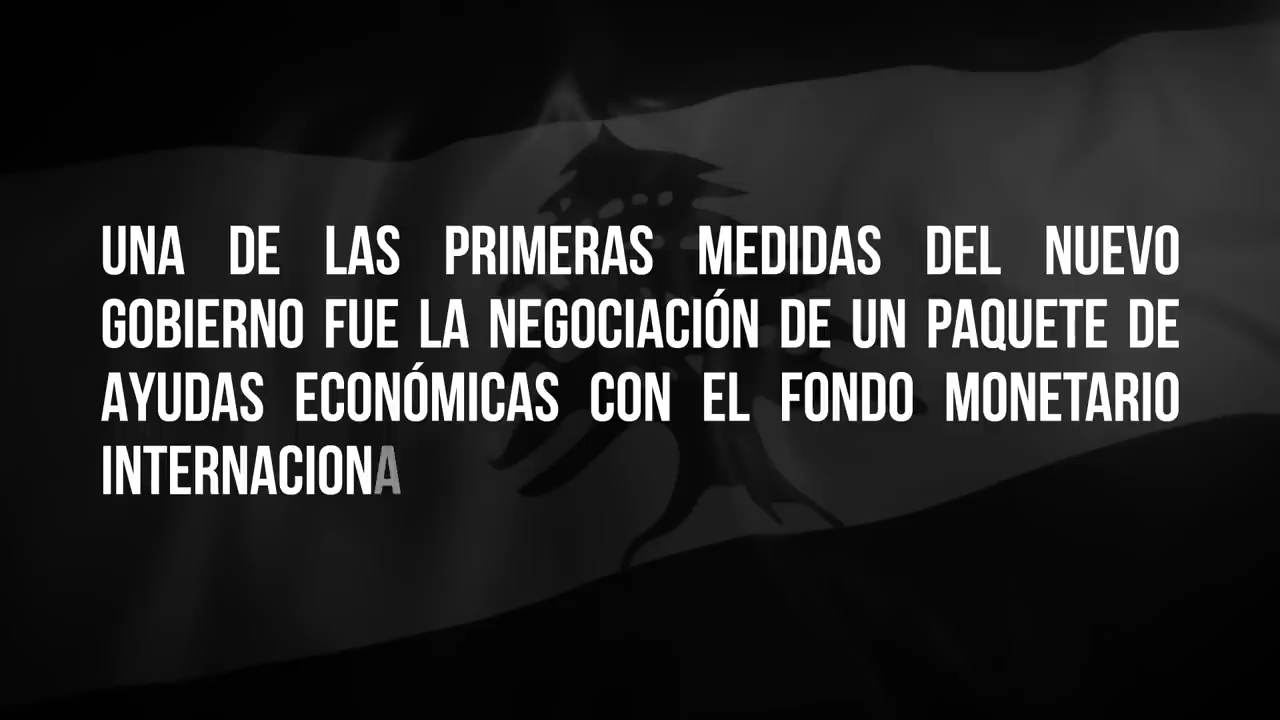 UNA DE LAS PRIMERAS MEDIDAS DEL NUEVO
GOBIERNO FUE LA NEGOCIACIÓN DE UN PAQUETE DE
AYUDAS ECONÓMICAS CON EL FONDO MONETARIO
INTERNACIONA